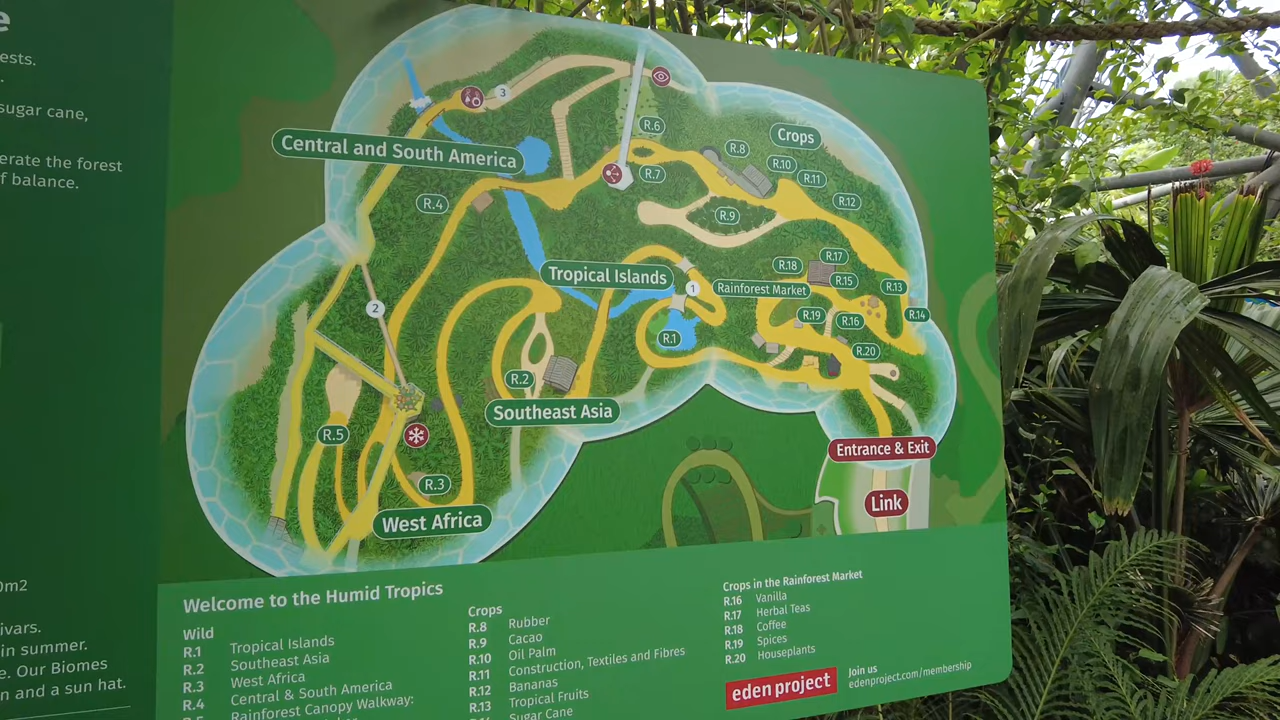 e
ests.
sugar cane,
erate the forest
f balance.
0m2
ivars.
in summer.
e. Our Biomes
n and a sun hat.
Central and South America
Crops
Tropical Islands
Rainforest Market
Southeast Asia
West Africa
Entrance & Exit
Link
3
2
1
R.6
R.7
R.8
R.10
R.11
R.12
R.9
R.4
R.18
R.17
R.15
R.13
R.14
R.19
R.16
R.20
R.1
R.2
R.5
R.3
Welcome to the Humid Tropics
Wild
R.1 Tropical Islands
R.2 Southeast Asia
R.3 West Africa
R.4 Central & South America
Rainforest Canopy Walkway:
Crops
R.8 Rubber
R.9 Cacao
R.10 Oil Palm
R.11 Construction, Textiles and Fibres
R.12 Bananas
R.13 Tropical Fruits
Sugar Cane
Crops in the Rainforest Market
R.16 Vanilla
R.17 Herbal Teas
R.18 Coffee
R.19 Spices
R.20 Houseplants
eden project
Join us
edenproject.com/membership